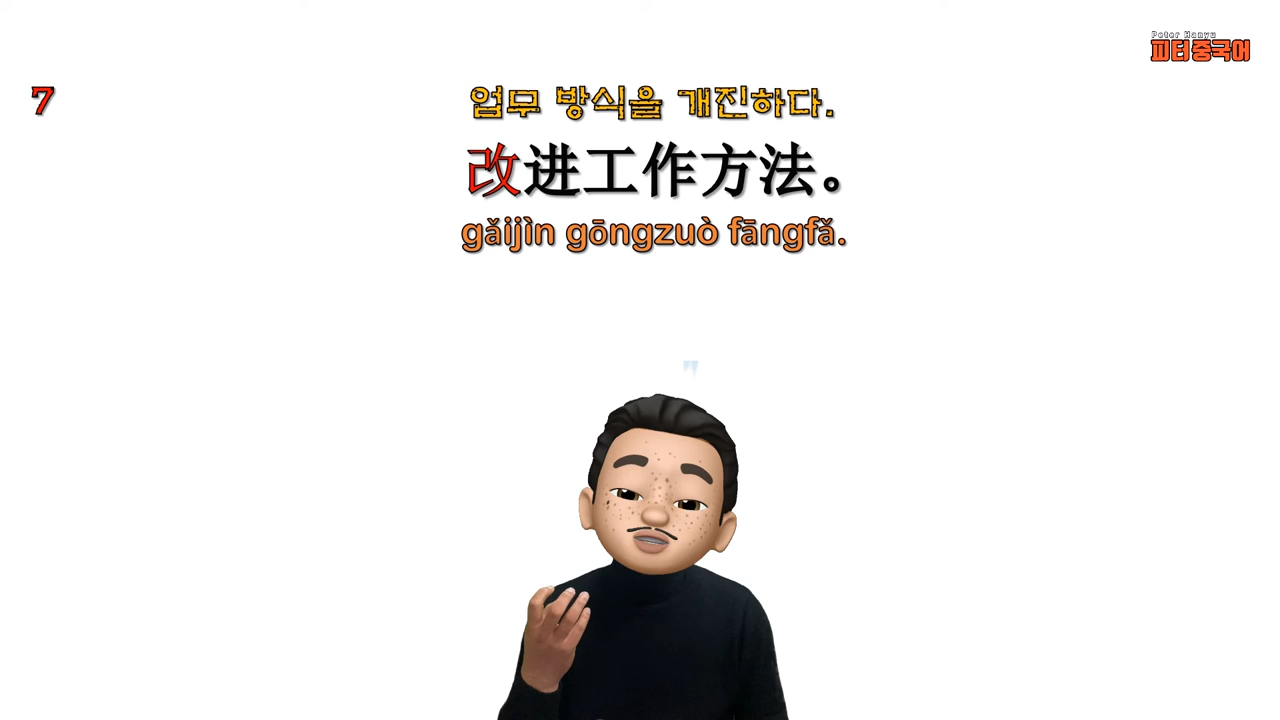 Peter Hanyu
피터 중국어
7
업무 방식을 개진하다.
改进工作方法。
gǎijìn gōngzuò fāngfǎ.